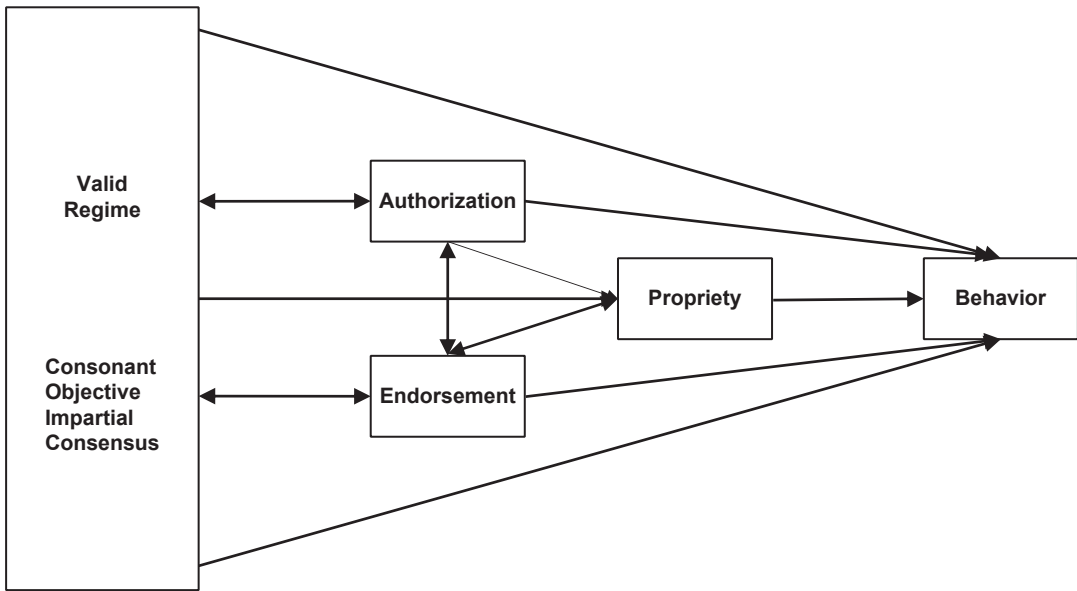 Valid
Regime
Authorization
Propriety
Behavior
Consonant
Objective
Impartial
Consensus
Endorsement